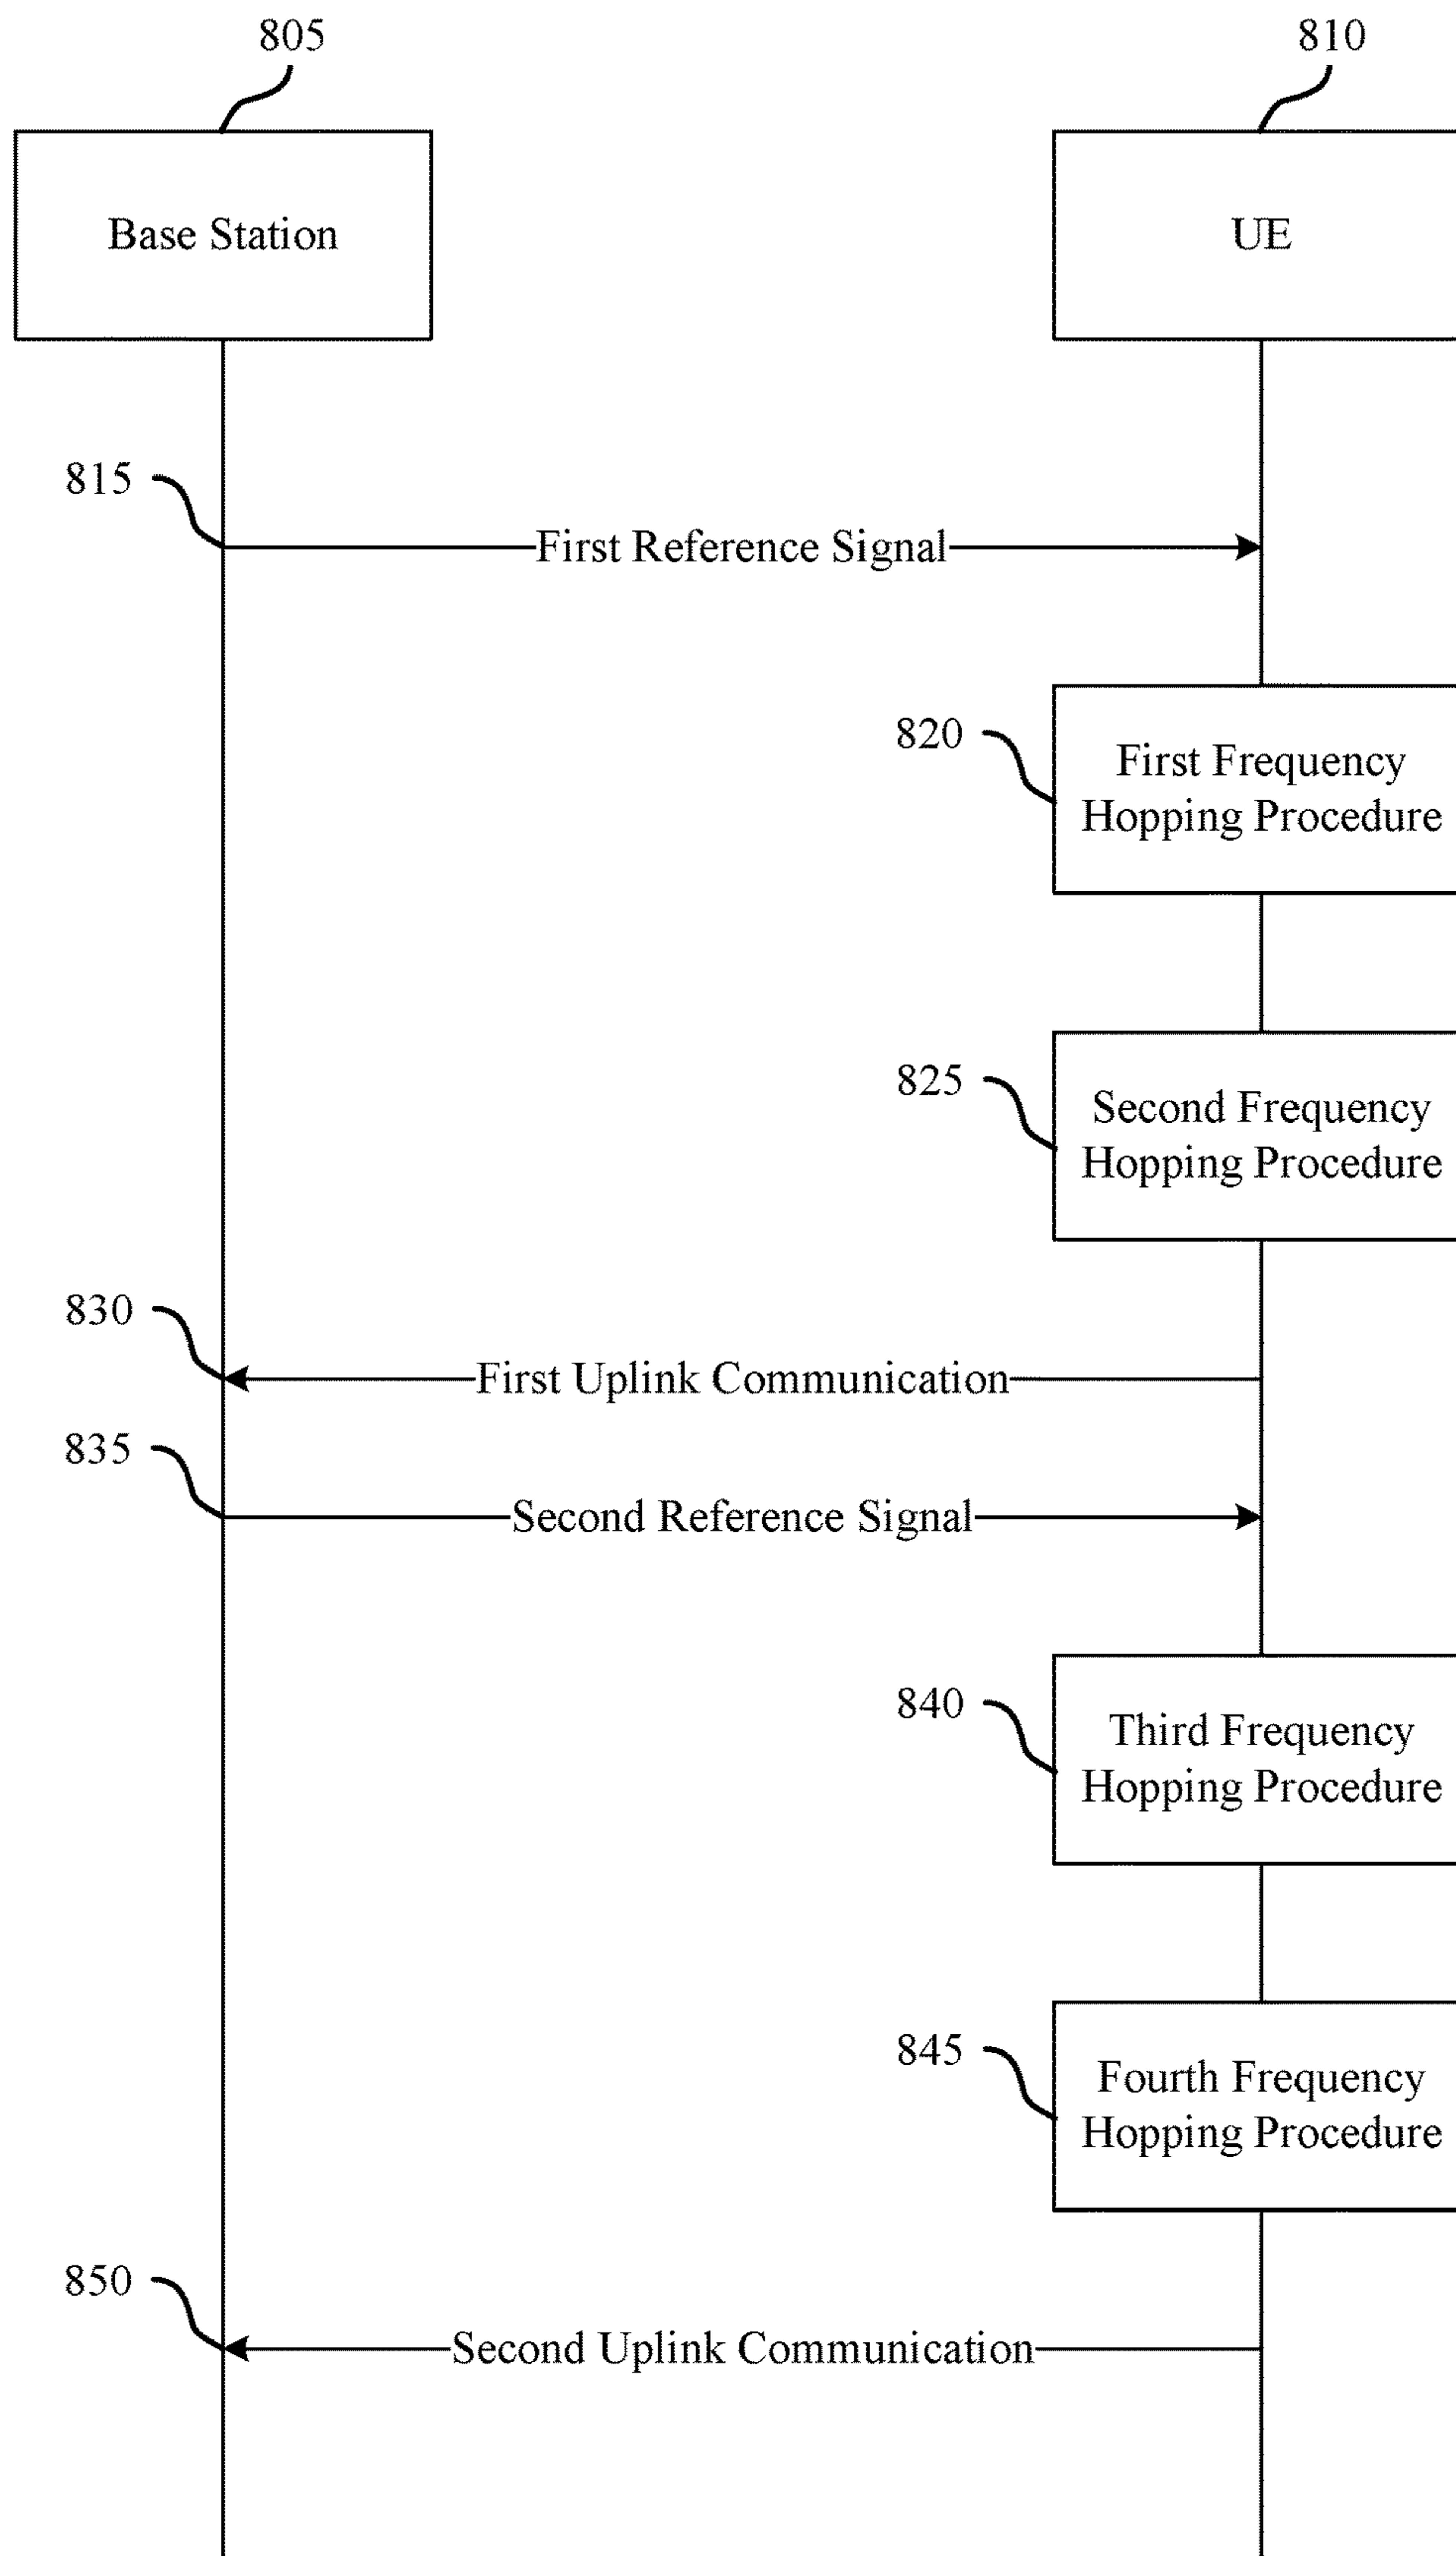 805
810
Base Station
UE
815
First Reference Signal
820
First Frequency
Hopping Procedure
825
Second Frequency
Hopping Procedure
830
First Uplink Communication
835
Second Reference Signal
840
Third Frequency
Hopping Procedure
845
Fourth Frequency
Hopping Procedure
850
Second Uplink Communication